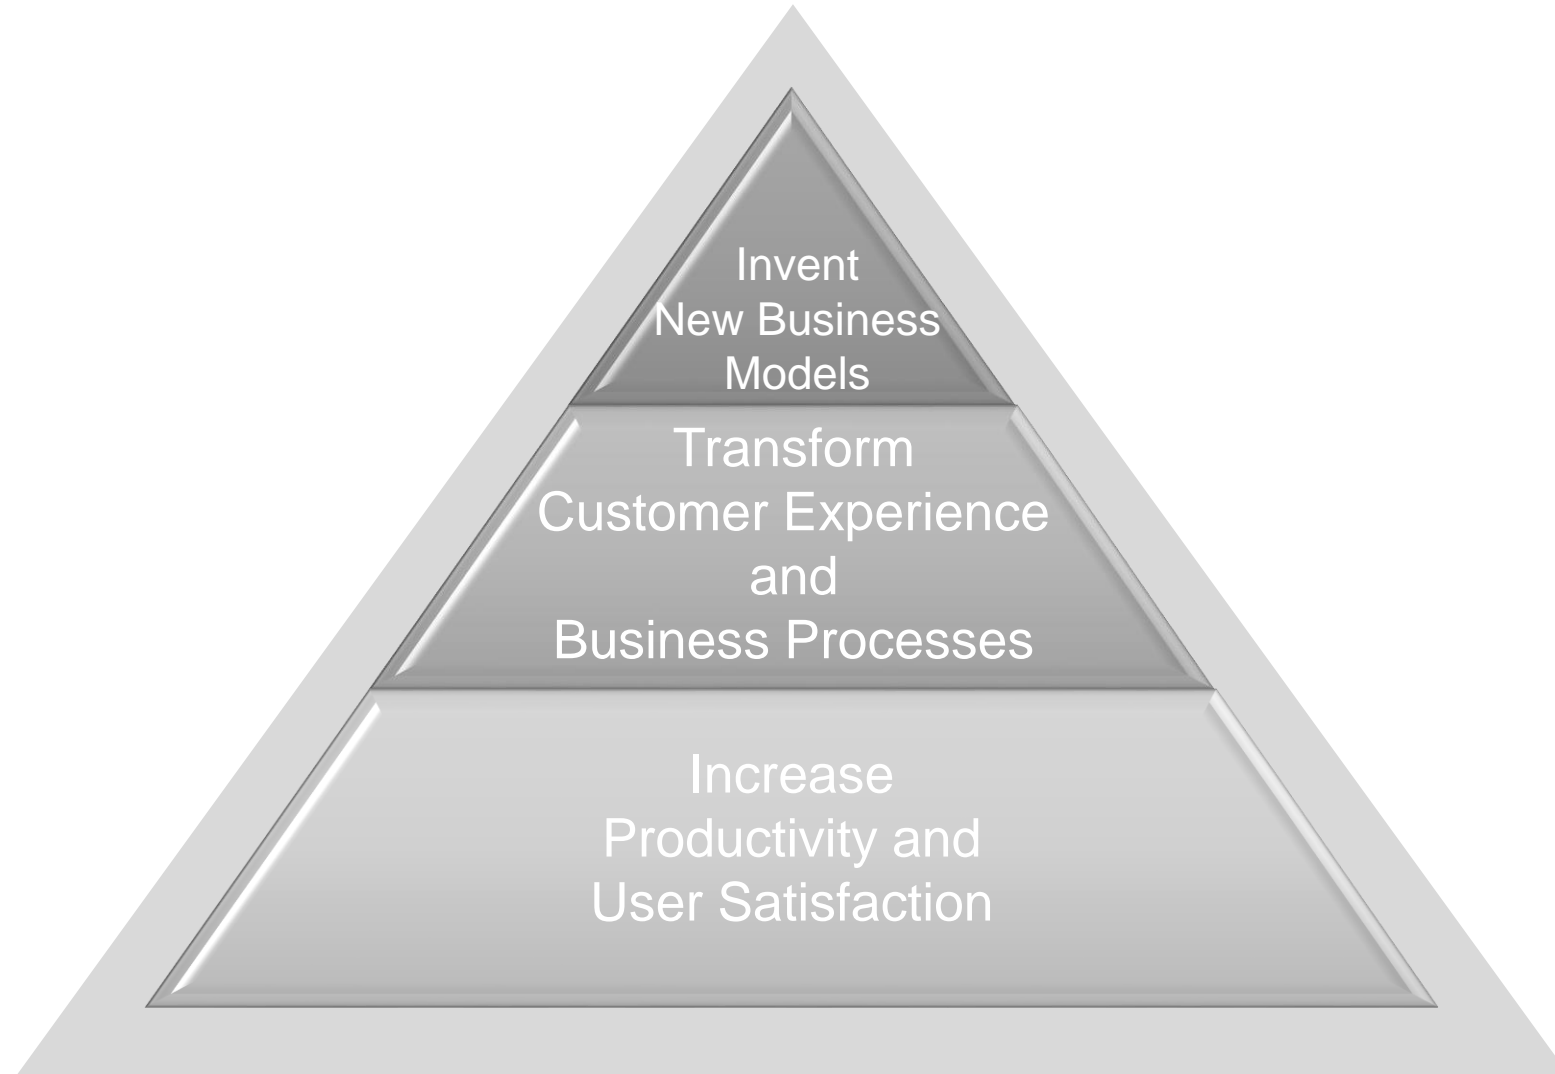 Invent
New Business
Models
Transform
Customer Experience
and
Business Processes
Increase
Productivity and
User Satisfaction